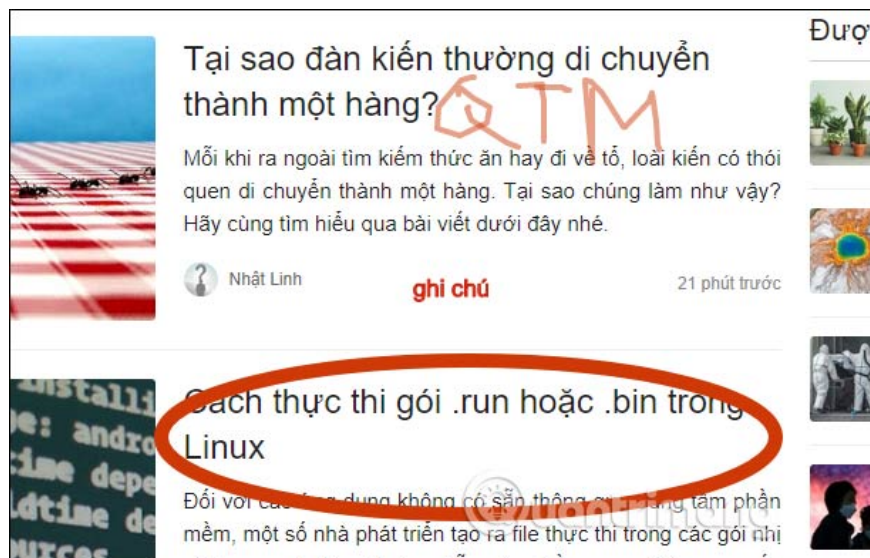 Tại sao đàn kiến thường di chuyển
thành một hàng?
QTM
Mỗi khi ra ngoài tìm kiếm thức ăn hay đi về tổ, loài kiến có thói
quen di chuyển thành một hàng. Tại sao chúng làm như vậy?
Hãy cùng tìm hiểu qua bài viết dưới đây nhé.
Nhật Linh
ghi chú
21 phút trước
Cách thực thi gói .run hoặc .bin trong
Linux
Đối với các ứng dụng không có sẵn thông qua trung tâm phần
mềm, một số nhà phát triển tạo ra file thực thi trong các gói nhị
Quantrimang
Đượ
installi
e: andro
time depe
ldtime de
ources